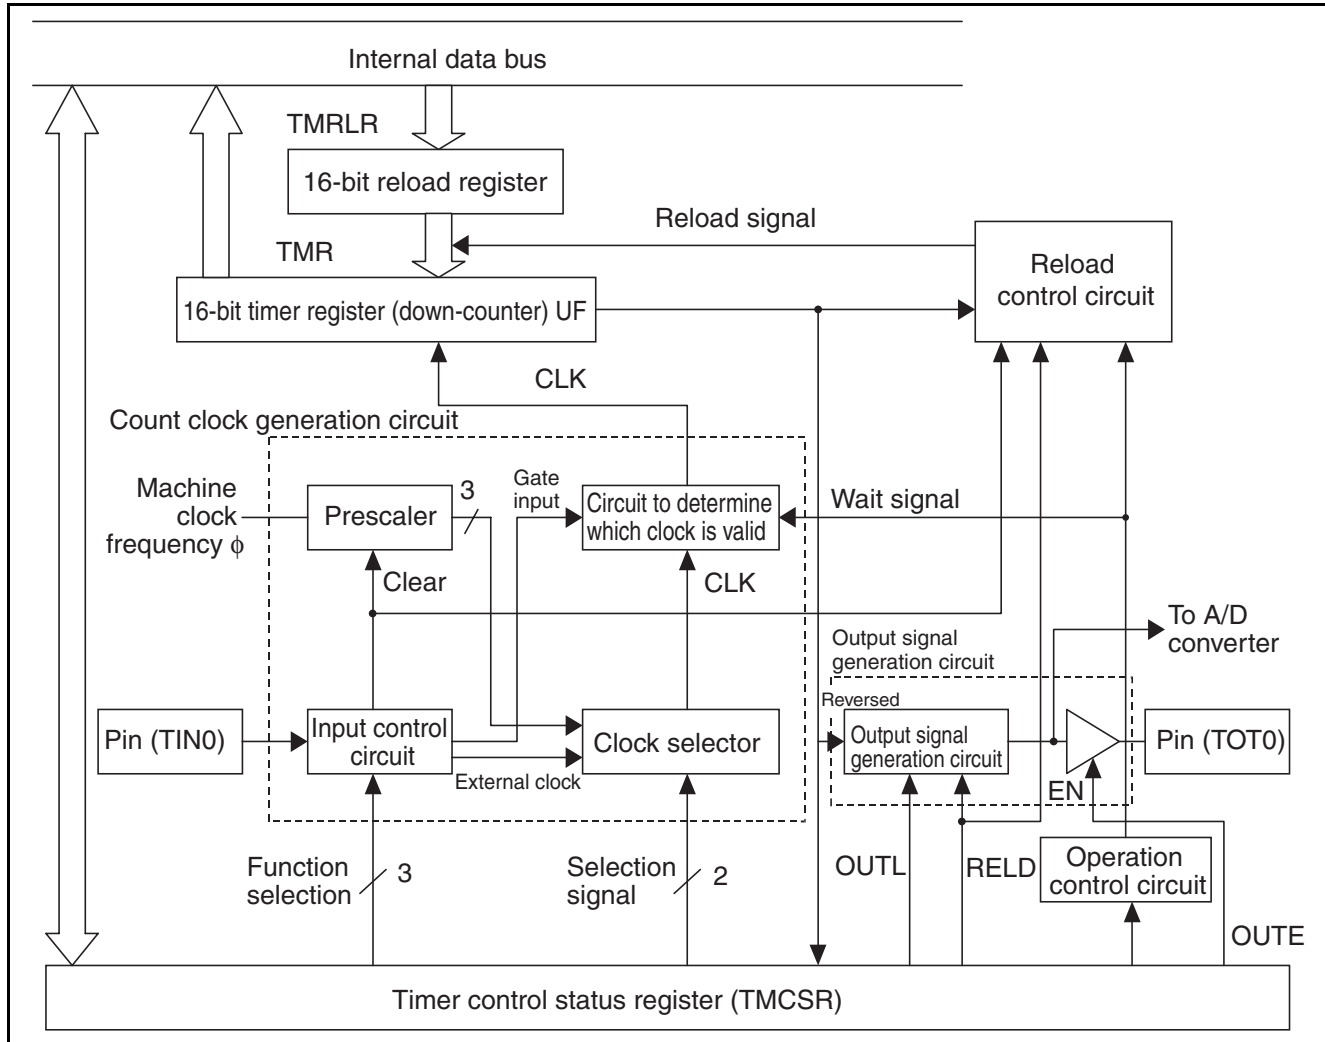 Internal data bus
TMRLR
16-bit reload register
Reload signal
TMR
Reload
control circuit
16-bit timer register (down-counter) UF
CLK
Count clock generation circuit
Machine
clock
frequency ϕ
Prescaler
3
Gate
input
Circuit to determine
which clock is valid
Wait signal
Clear
CLK
To A/D
converter
Output signal
generation circuit
Reversed
Pin (TIN0)
Input control
circuit
External clock
Clock selector
Output signal
generation circuit
EN
Pin (TOT0)
Function
selection
3
Selection
signal
2
OUTL
RELD
Operation
control circuit
OUTE
Timer control status register (TMCSR)